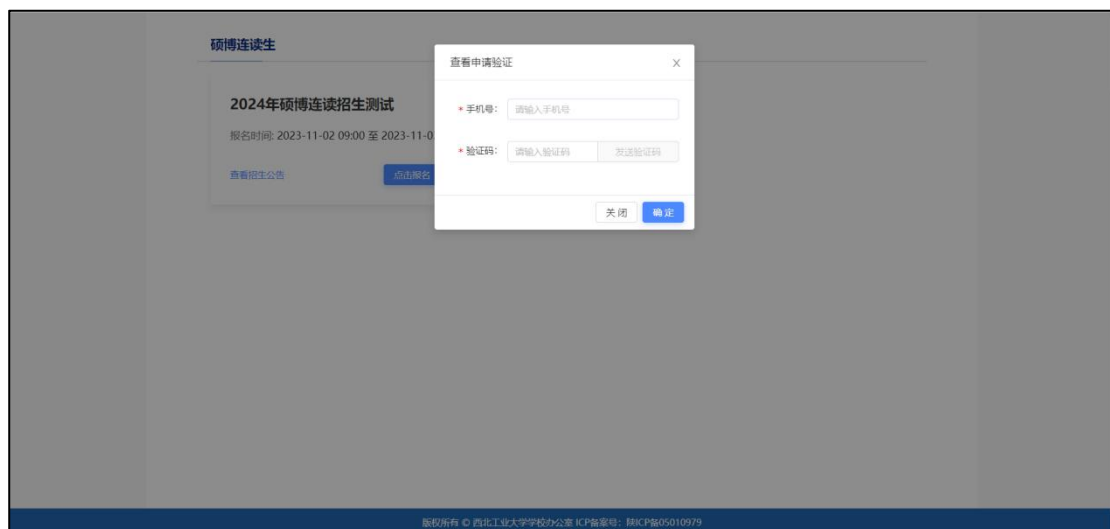 硕博连读生
查看申请验证 X
2024年硕博连读招生测试
* 手机号: 请输入手机号
报名时间: 2023-11-02 09:00 至 2023-11-0
* 验证码: 请输入验证码 发送验证码
查看招生公告 点击报名
关 闭 确 定
版权所有 © 西北工业大学学校办公室 ICP备案号: 陕ICP备05010979